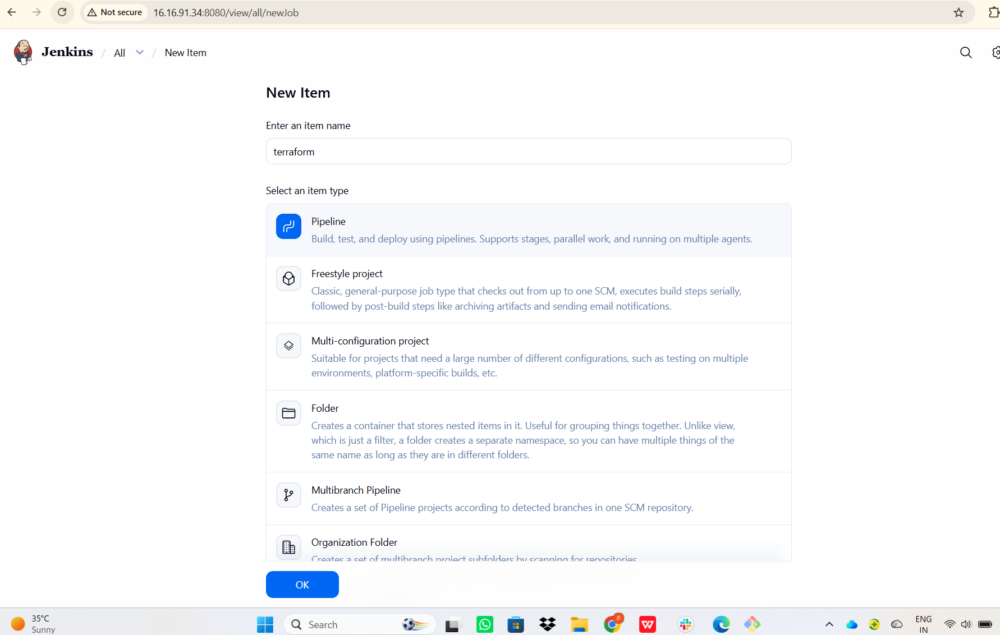 Not secure
16.16.91.34:8080/view/all/newJob
Jenkins / All / New Item
New Item
Enter an item name
terraform
Select an item type
Pipeline
Build, test, and deploy using pipelines. Supports stages, parallel work, and running on multiple agents.
Freestyle project
Classic, general-purpose job type that checks out from up to one SCM, executes build steps serially,
followed by post-build steps like archiving artifacts and sending email notifications.
Multi-configuration project
Suitable for projects that need a large number of different configurations, such as testing on multiple
environments, platform-specific builds, etc.
Folder
Creates a container that stores nested items in it. Useful for grouping things together. Unlike view,
which is just a filter, a folder creates a separate namespace, so you can have multiple things of the
same name as long as they are in different folders.
Multibranch Pipeline
Creates a set of Pipeline projects according to detected branches in one SCM repository.
Organization Folder
Creates a set of multibranch project subfolders by scanning for repositories.
OK
35°C
Sunny
Search
P
W
ENG
IN